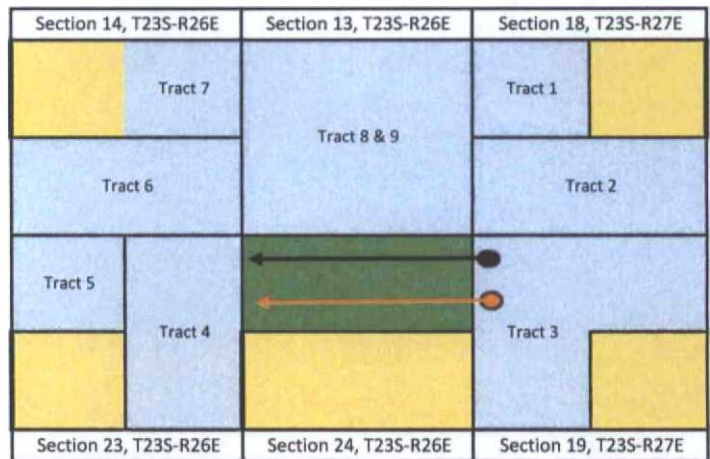 Section 14, T23S-R26E
Section 13, T23S-R26E
Section 18, T23S-R27E
Tract 7
Tract 1
Tract 8 & 9
Tract 6
Tract 2
Tract 5
Tract 4
Tract 3
Section 23, T23S-R26E
Section 24, T23S-R26E
Section 19, T23S-R27E